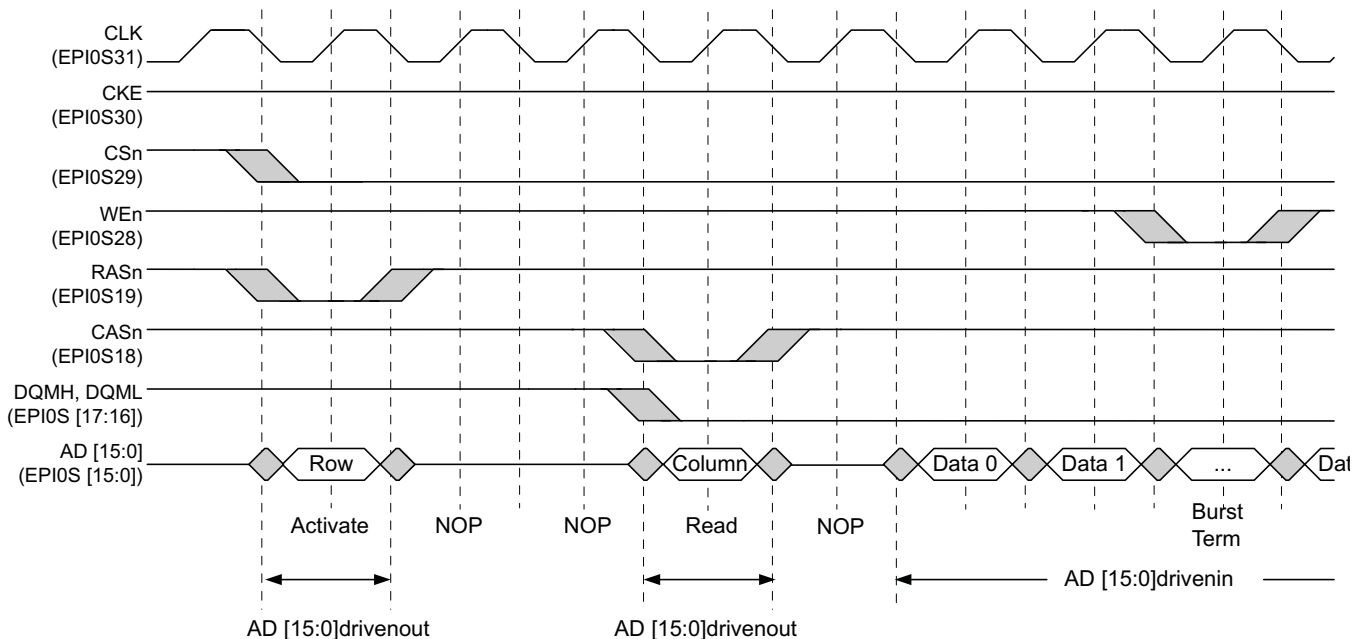 CLK
(EPI0S31)
CKE
(EPI0S30)
CSn
(EPI0S29)
WEn
(EPI0S28)
RASn
(EPI0S19)
CASn
(EPI0S18)
DQMH, DQML
(EPI0S [17:16])
AD [15:0]
(EPI0S [15:0])
Row
Column
Data 0
Data 1
...
Dat
Activate
NOP
NOP
Read
NOP
Burst
Term
AD [15:0]drivenin
AD [15:0]drivenout
AD [15:0]drivenout